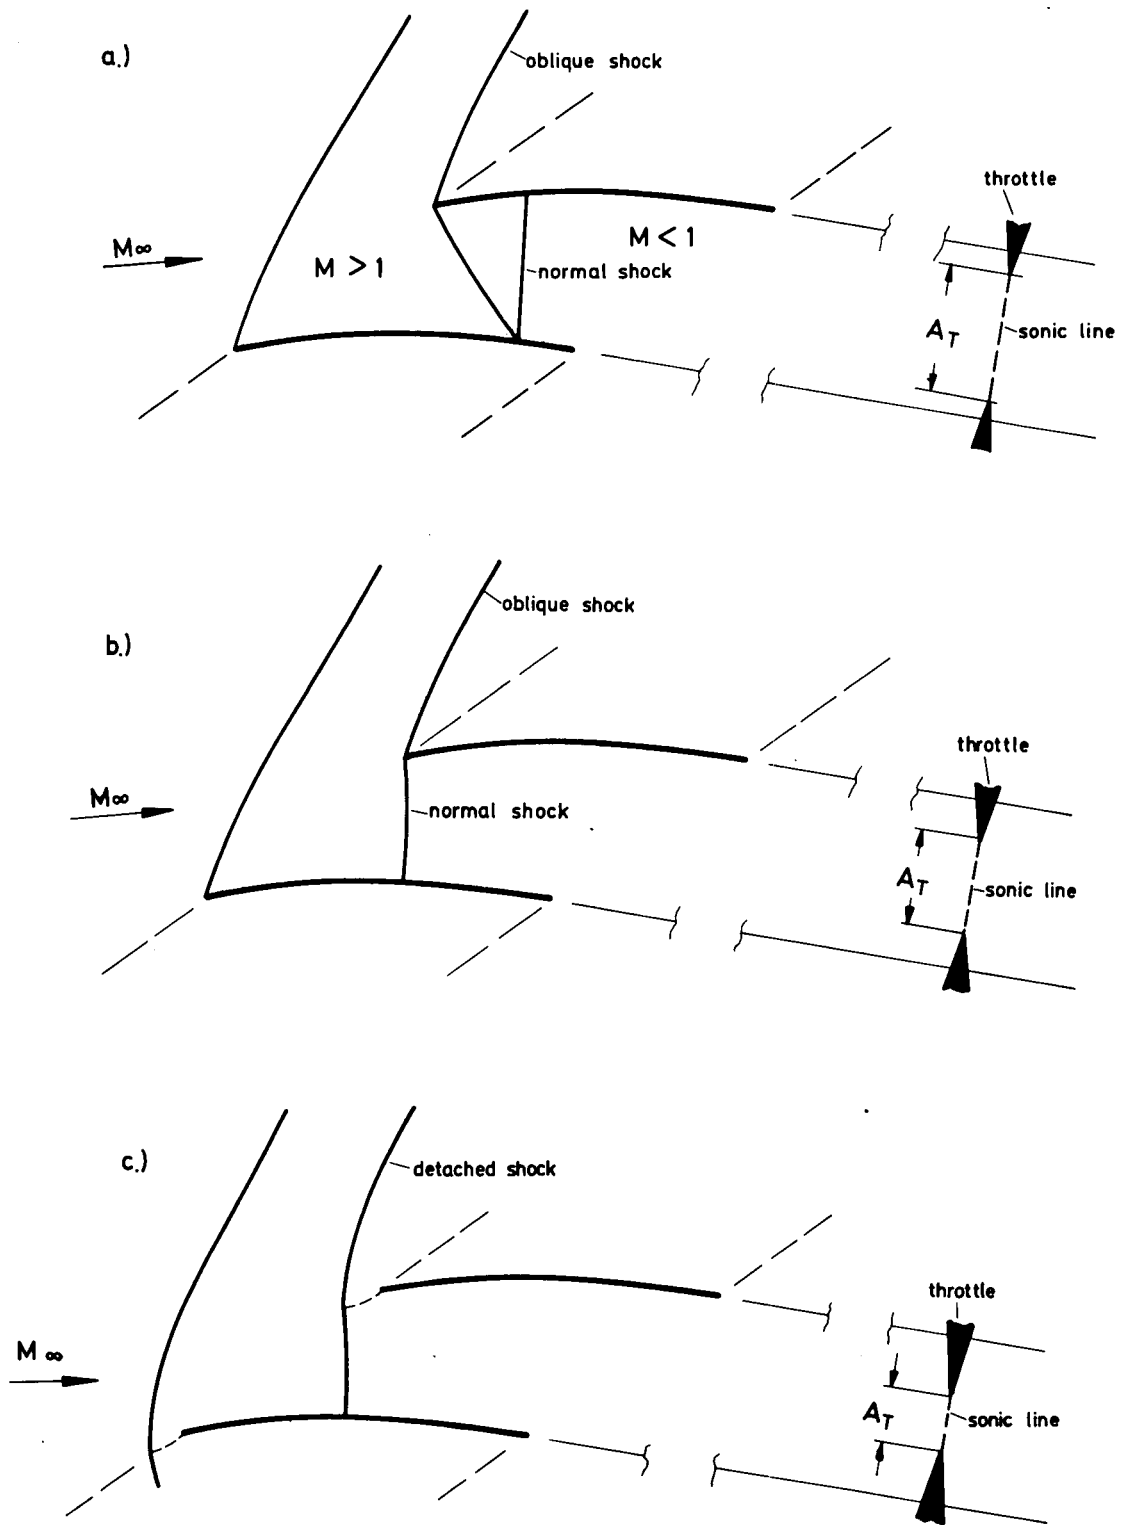 a.)
oblique shock
throttle
M∞
M > 1
M < 1
normal shock
A_T
sonic line
b.)
oblique shock
throttle
M∞
normal shock
A_T
sonic line
c.)
detached shock
throttle
M∞
A_T
sonic line